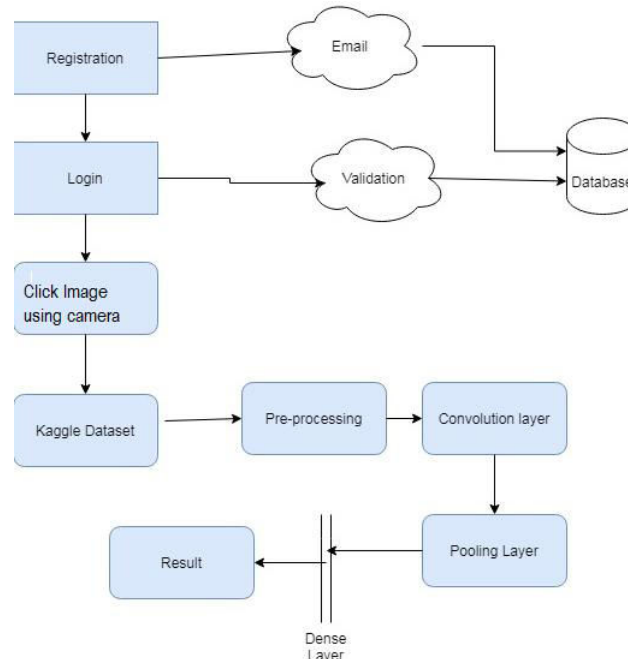 Registration
Email
Login
Validation
Database
Click Image
using camera
Kaggle Dataset
Pre-processing
Convolution layer
Result
Pooling Layer
Dense
Layer